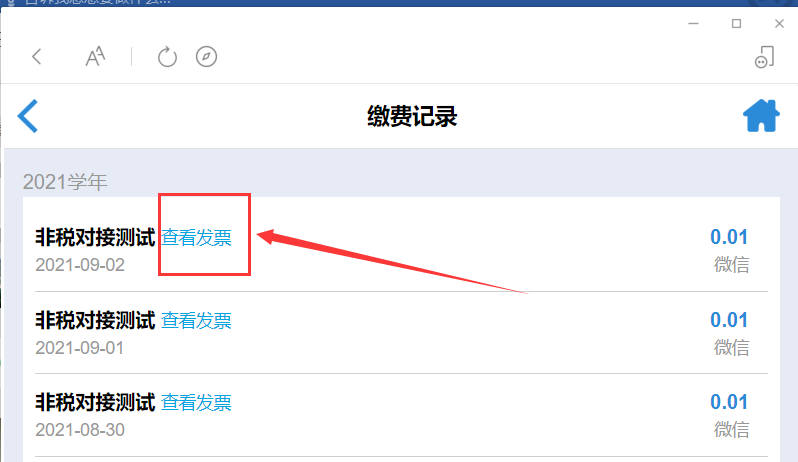 缴费记录
2021学年
非税对接测试 查看发票 0.01
2021-09-02 微信
非税对接测试 查看发票 0.01
2021-09-01 微信
非税对接测试 查看发票 0.01
2021-08-30 微信